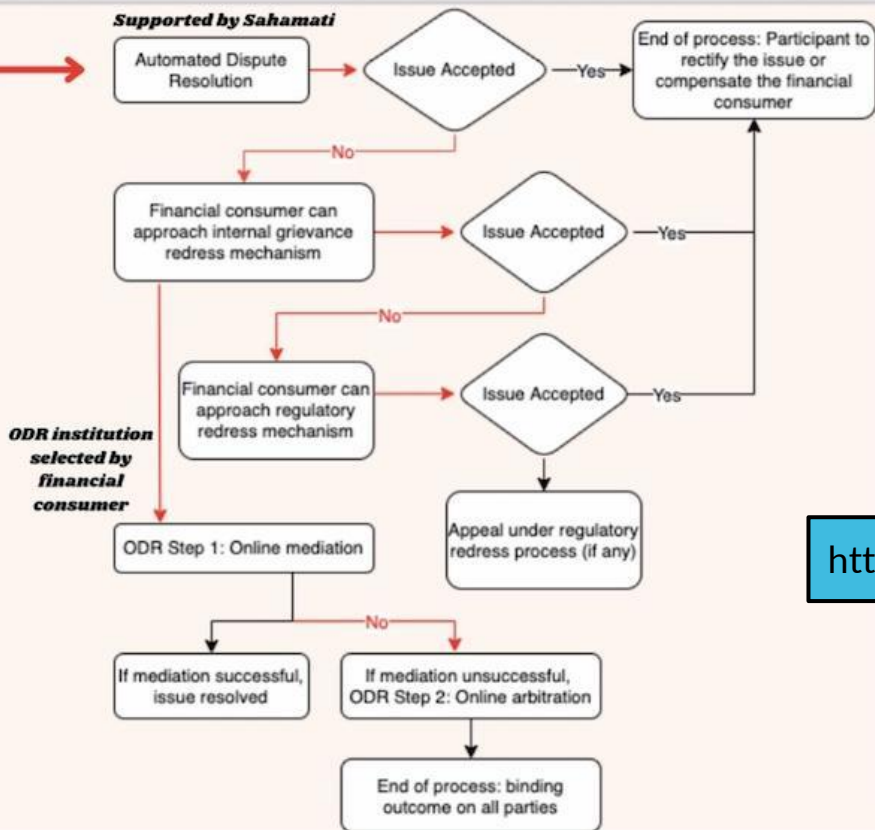 Supported by Sahamati
Automated Dispute
Resolution
Issue Accepted
Yes
End of process: Participant to
rectify the issue or
compensate the financial
consumer
No
Financial consumer can
approach internal grievance
redress mechanism
Issue Accepted
Yes
No
Financial consumer can
approach regulatory
redress mechanism
Issue Accepted
Yes
ODR institution
selected by
financial
consumer
Appeal under regulatory
redress process (if any)
ODR Step 1: Online mediation
htt
No
If mediation successful,
issue resolved
If mediation unsuccessful,
ODR Step 2: Online arbitration
End of process: binding
outcome on all parties